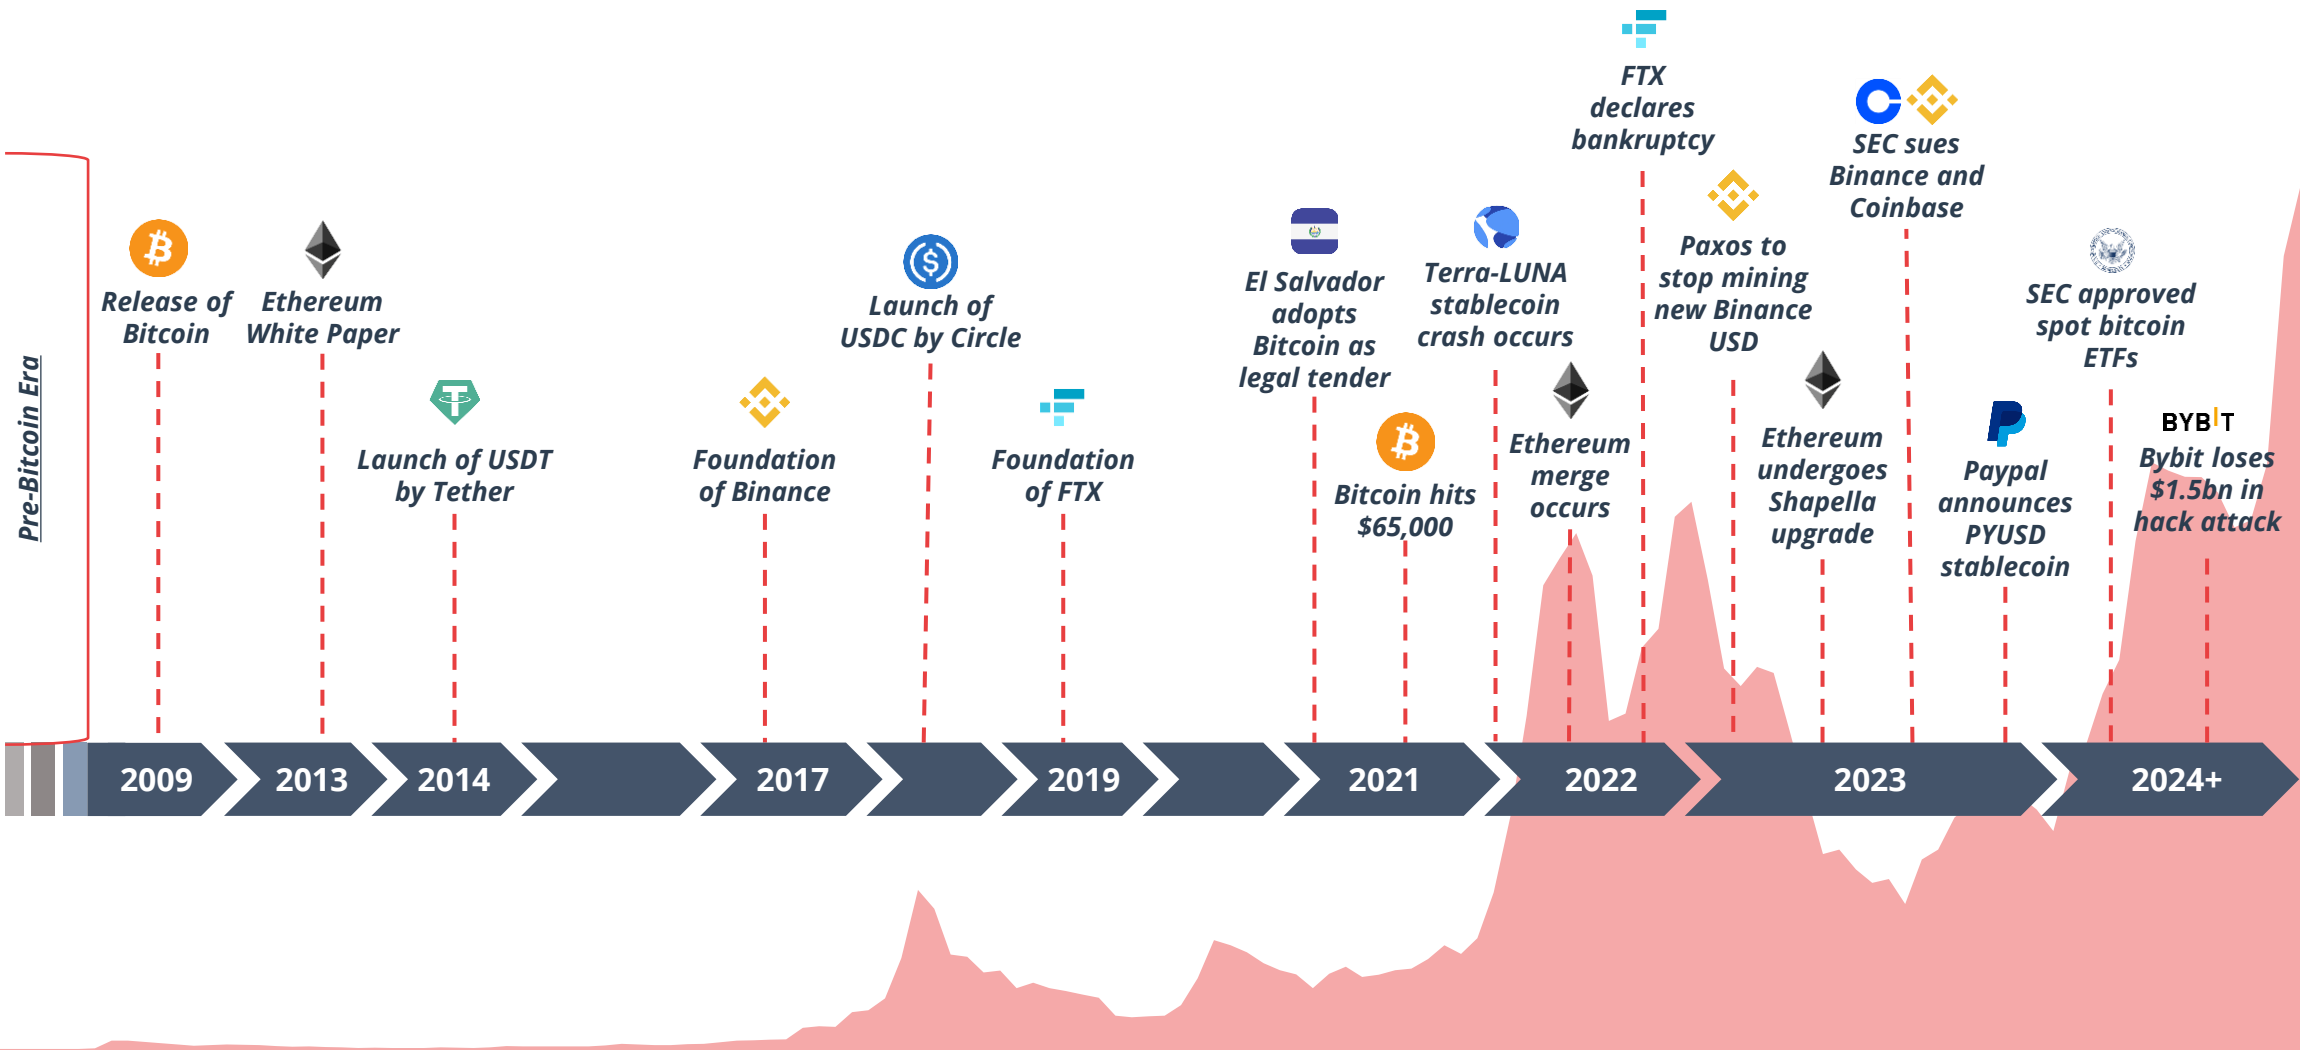 Pre-Bitcoin Era
Release of
Bitcoin
Ethereum
White Paper
Launch of USDT
by Tether
Foundation
of Binance
Launch of
USDC by Circle
Foundation
of FTX
El Salvador
adopts
Bitcoin as
legal tender
Bitcoin hits
$65,000
Terra-LUNA
stablecoin
crash occurs
Ethereum
merge
occurs
FTX
declares
bankruptcy
Paxos to
stop mining
new Binance
USD
Ethereum
undergoes
Shapella
upgrade
SEC sues
Binance and
Coinbase
Paypal
announces
PYUSD
stablecoin
SEC approved
spot bitcoin
ETFs
BYBIT
Bybit loses
$1.5bn in
hack attack
2009
2013
2014
2017
2019
2021
2022
2023
2024+